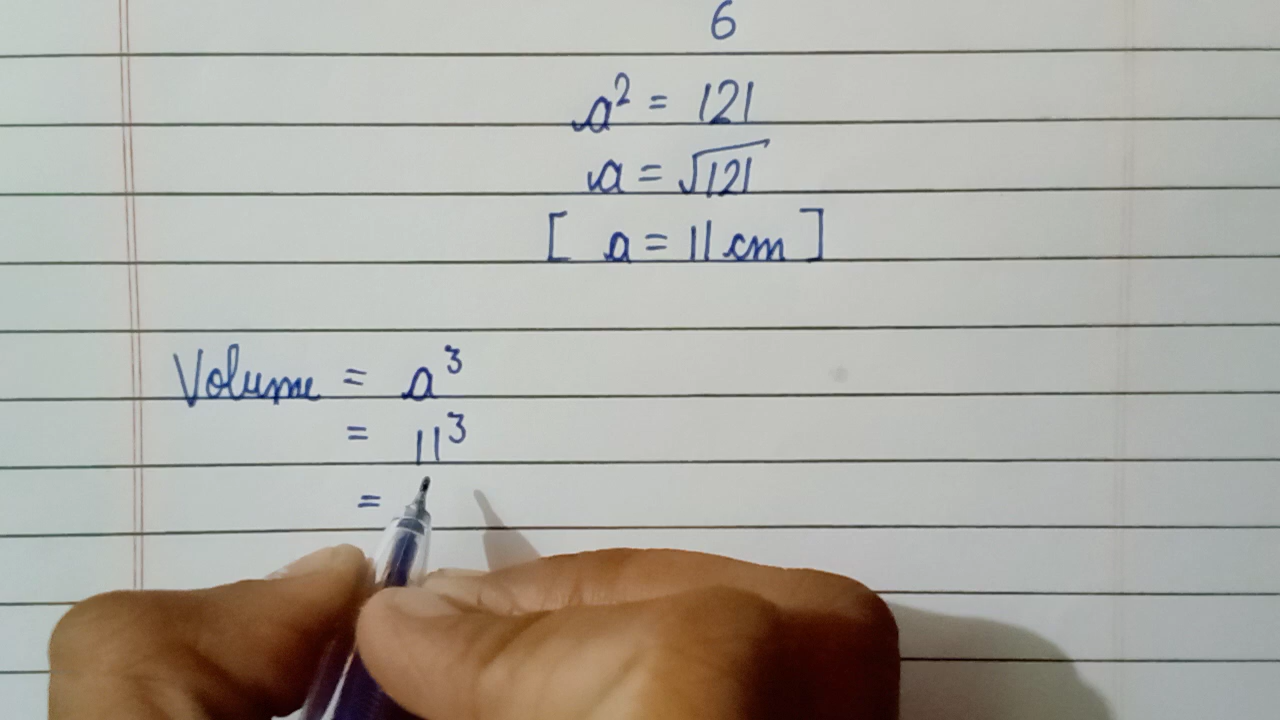 6
a² = 121
a = √121
[ a = 11 cm ]
Volume = a³
= 11³
=